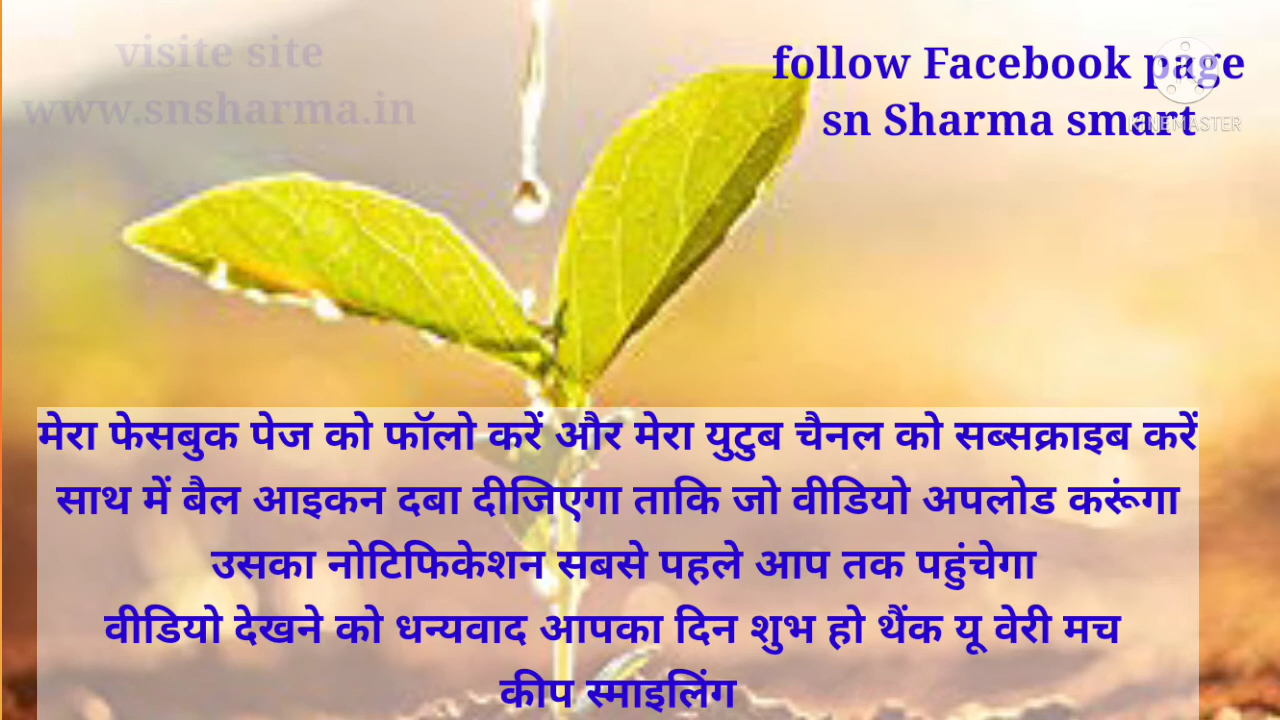 visite site
www.snsharma.in
follow Facebook page
sn Sharma smart
KINEMASTER
मेरा फेसबुक पेज को फॉलो करें और मेरा युटुब चैनल को सब्सक्राइब करें
साथ में बैल आइकन दबा दीजिएगा ताकि जो वीडियो अपलोड करूंगा
उसका नोटिफिकेशन सबसे पहले आप तक पहुंचेगा
वीडियो देखने को धन्यवाद आपका दिन शुभ हो थैंक यू वेरी मच
कीप स्माइलिंग